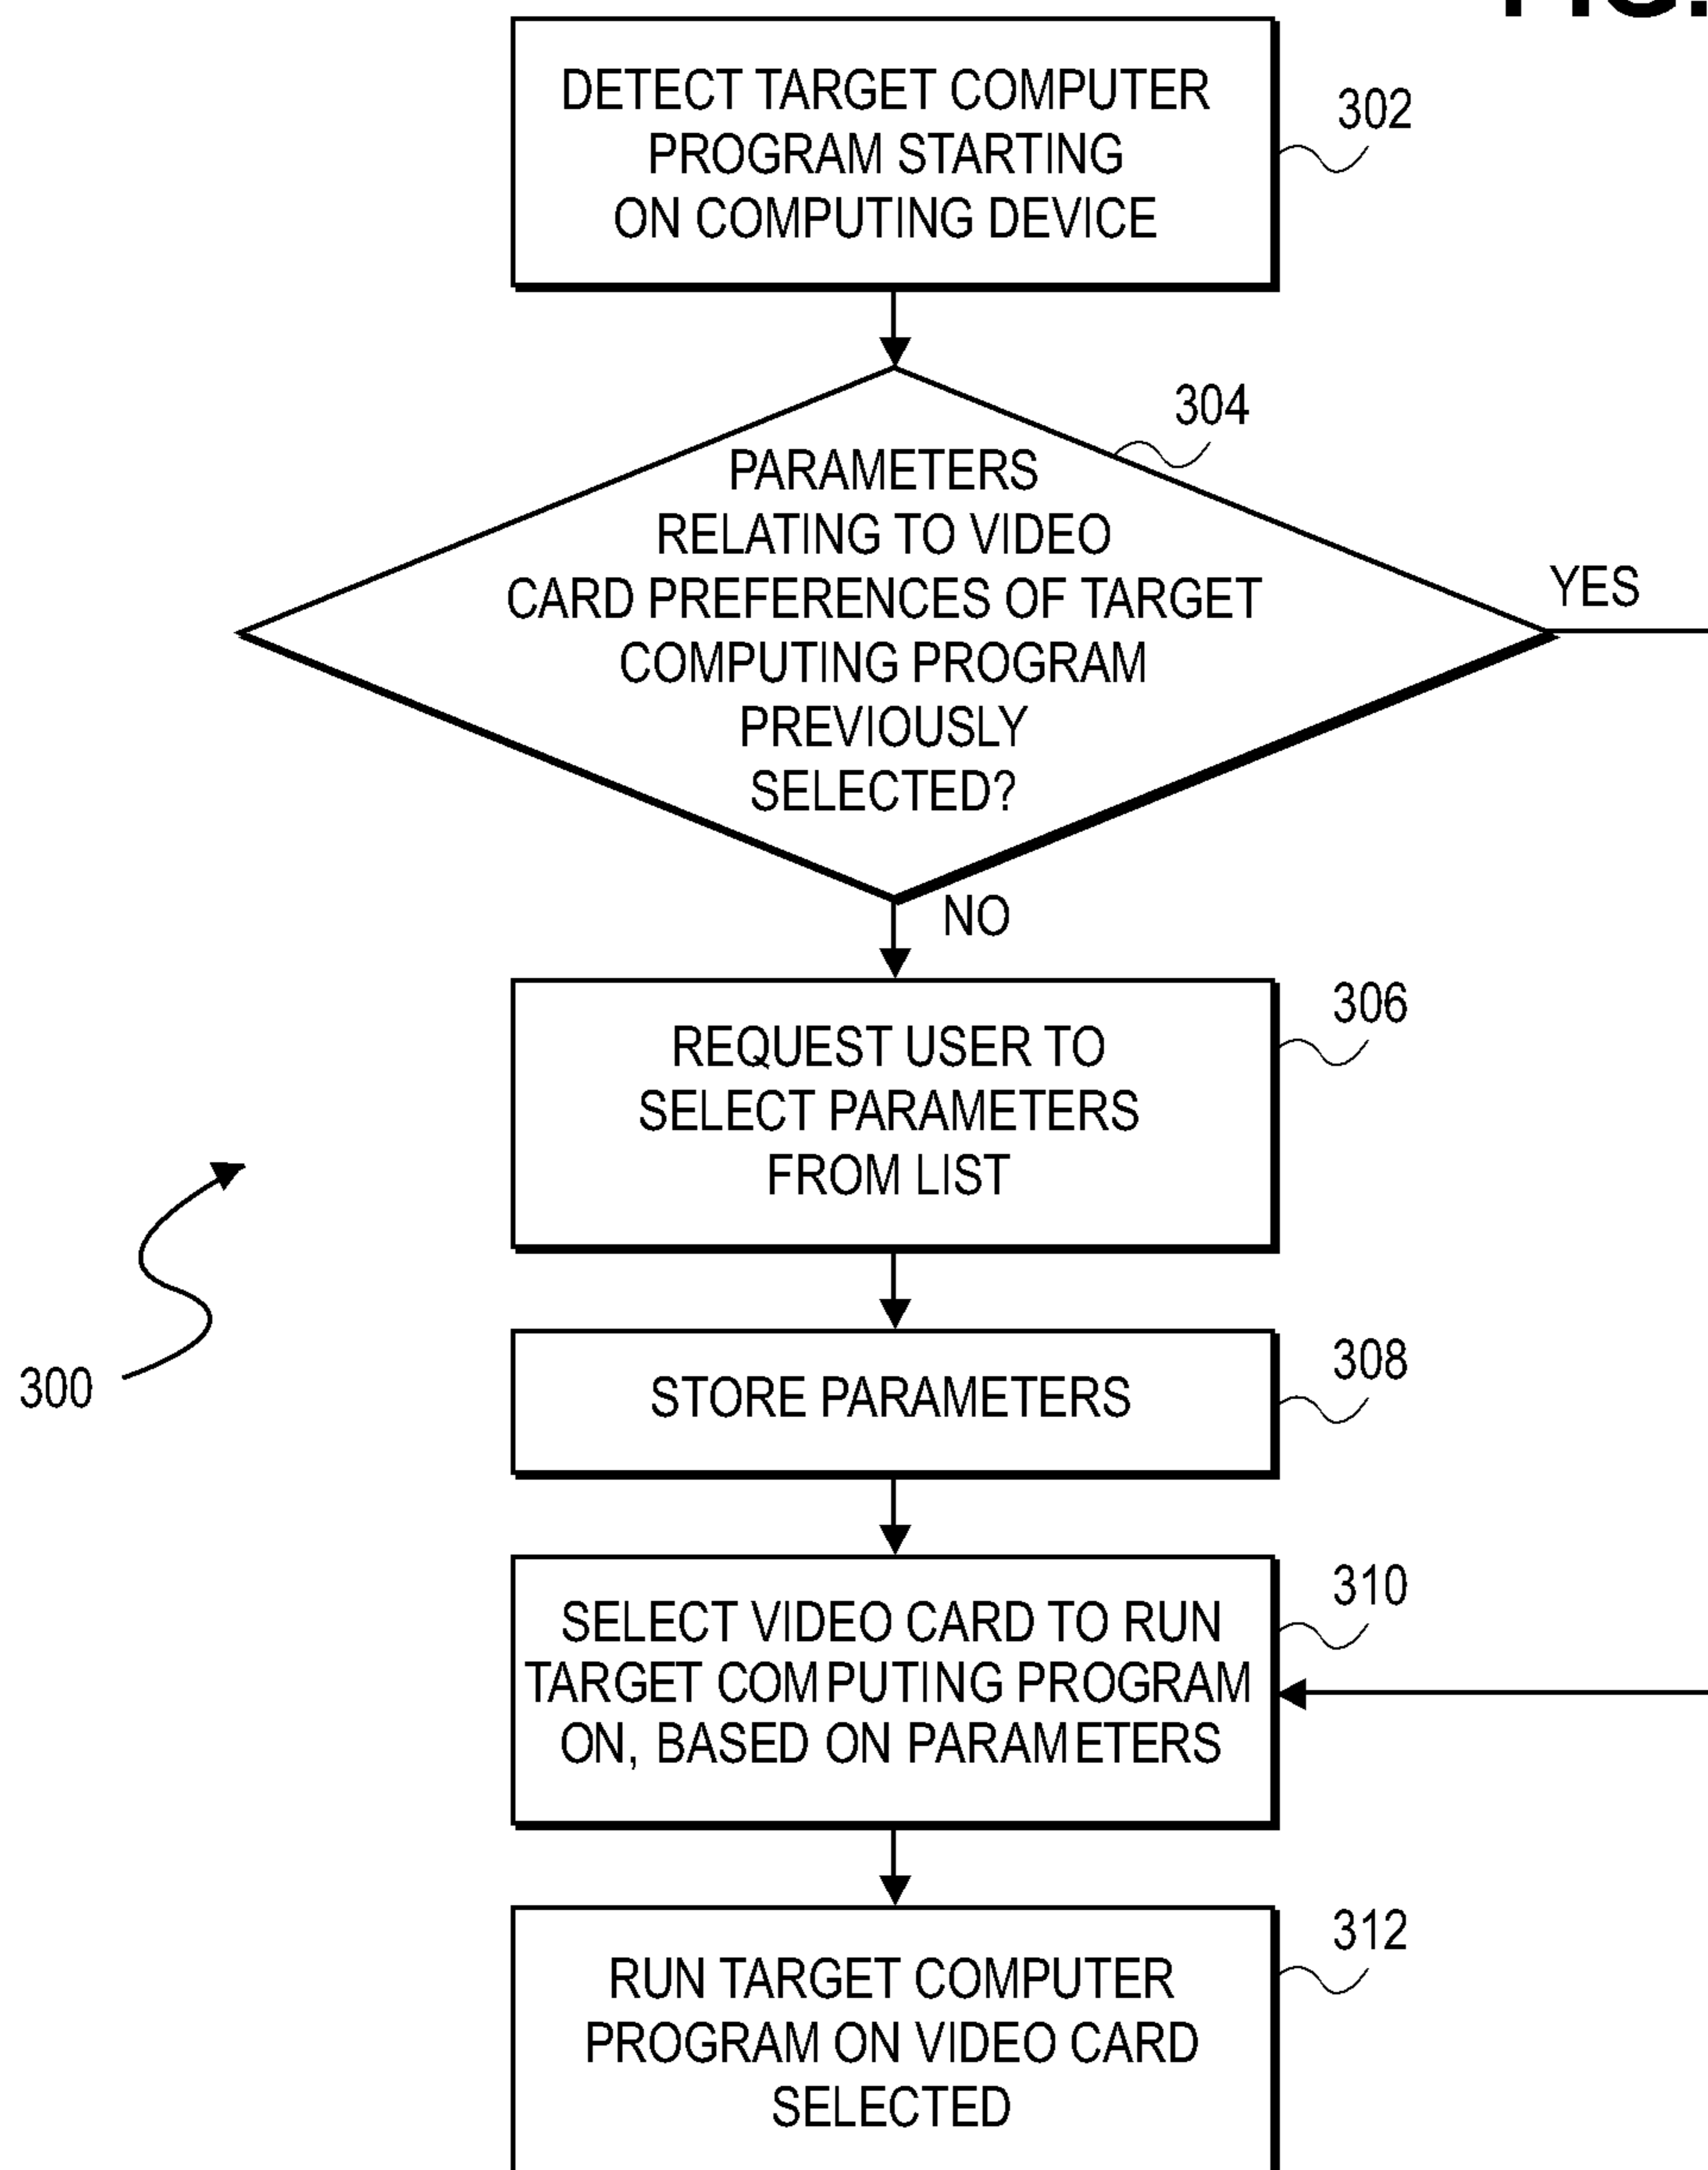 DETECT TARGET COMPUTER
PROGRAM STARTING
ON COMPUTING DEVICE
302
304
PARAMETERS
RELATING TO VIDEO
CARD PREFERENCES OF TARGET
COMPUTING PROGRAM
PREVIOUSLY
SELECTED?
YES
NO
306
REQUEST USER TO
SELECT PARAMETERS
FROM LIST
300
308
STORE PARAMETERS
310
SELECT VIDEO CARD TO RUN
TARGET COMPUTING PROGRAM
ON, BASED ON PARAMETERS
312
RUN TARGET COMPUTER
PROGRAM ON VIDEO CARD
SELECTED